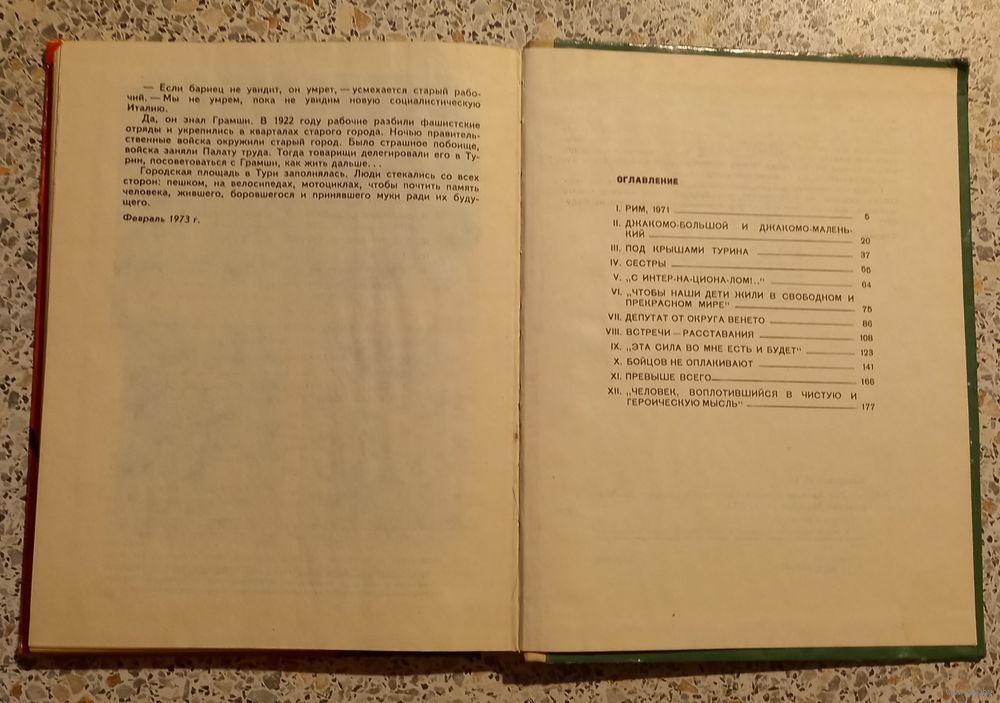 — Если бариец не увидит, он умрет, — усмехается старый рабо-
чий. — Мы не умрем, пока не увидим новую социалистическую
Италию.
Да, он знал Грамши. В 1922 году рабочие разбили фашистские
отряды и укрепились в кварталах старого города. Ночью правитель-
ственные войска окружили старый город. Было страшное побоище,
войска заняли Палату труда. Тогда товарищи делегировали его в Ту-
рин, посоветоваться с Грамши, как жить дальше...
Городская площадь в Тури заполнялась. Люди стекались со всех
сторон: пешком, на велосипедах, мотоциклах, чтобы почтить память
человека, жившего, боровшегося и принявшего муки ради их буду-
щего.
Февраль 1973 г.
ОГЛАВЛЕНИЕ
I. РИМ, 1971 6
II. ДЖАКОМО-БОЛЬШОЙ И ДЖАКОМО-МАЛЕНЬ-
КИЙ 20
III. ПОД КРЫШАМИ ТУРИНА 37
IV. СЕСТРЫ
V. „С ИНТЕР-НА-ЦИОНА-ЛОМ!.." 64
VI. „ЧТОБЫ НАШИ ДЕТИ ЖИЛИ В СВОБОДНОМ И
ПРЕКРАСНОМ МИРЕ" 75
VII. ДЕПУТАТ ОТ ОКРУГА ВЕНЕТО 86
VIII. ВСТРЕЧИ — РАССТАВАНИЯ 108
IX. „ЭТА СИЛА ВО МНЕ ЕСТЬ И БУДЕТ" 123
X. БОЙЦОВ НЕ ОПЛАКИВАЮТ 141
XI. ПРЕВЫШЕ ВСЕГО 166
XII. „ЧЕЛОВЕК, ВОПЛОТИВШИЙСЯ В ЧИСТУЮ И
ГЕРОИЧЕСКУЮ МЫСЛЬ" 177